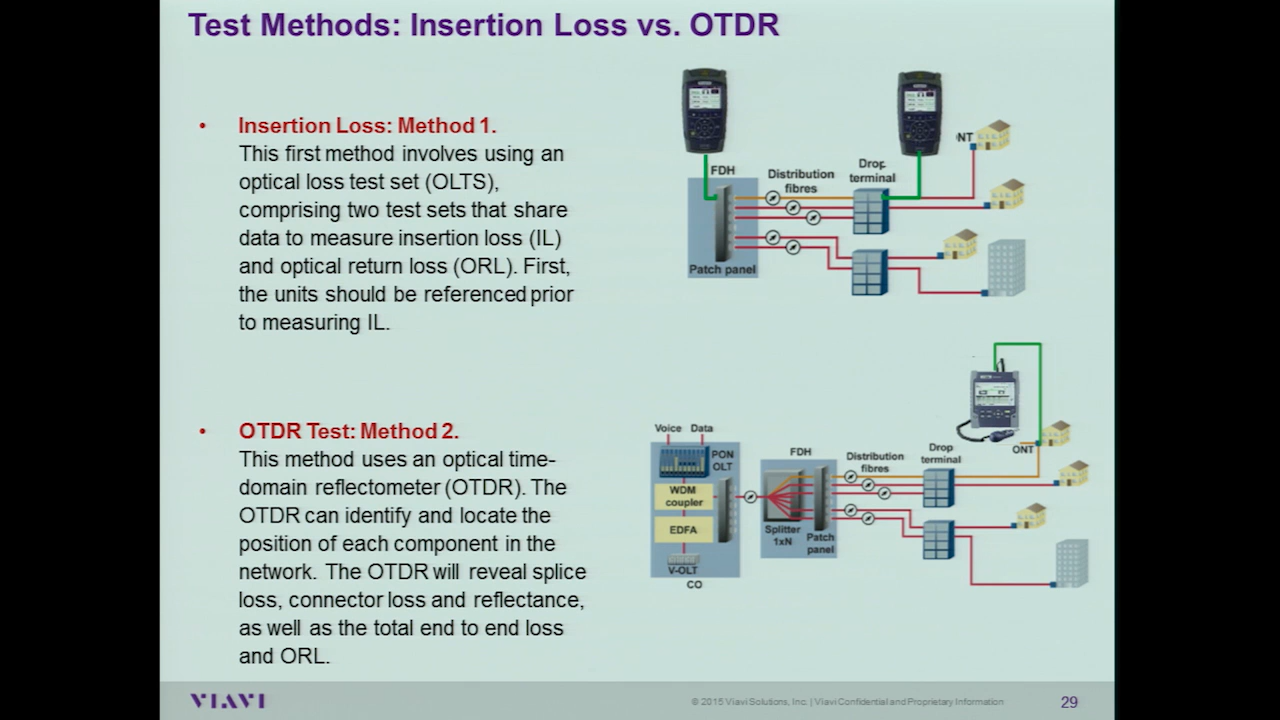 Test Methods: Insertion Loss vs. OTDR
• Insertion Loss: Method 1.
This first method involves using an
optical loss test set (OLTS),
comprising two test sets that share
data to measure insertion loss (IL)
and optical return loss (ORL). First,
the units should be referenced prior
to measuring IL.
FDH
Distribution
fibres
Drop
terminal
NT
Patch panel
• OTDR Test: Method 2.
This method uses an optical time-
domain reflectometer (OTDR). The
OTDR can identify and locate the
position of each component in the
network. The OTDR will reveal splice
loss, connector loss and reflectance,
as well as the total end to end loss
and ORL.
Voice Data
PON
OLT
WDM
coupler
EDFA
V-OLT
CO
FDH
Splitter
1xN
Patch
panel
Distribution
fibres
Drop
terminal
ONT
VIAVI
© 2015 Viavi Solutions, Inc. | Viavi Confidential and Proprietary Information
29